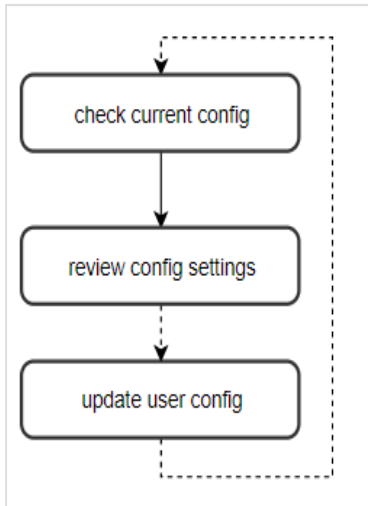 check current config
review config settings
update user config